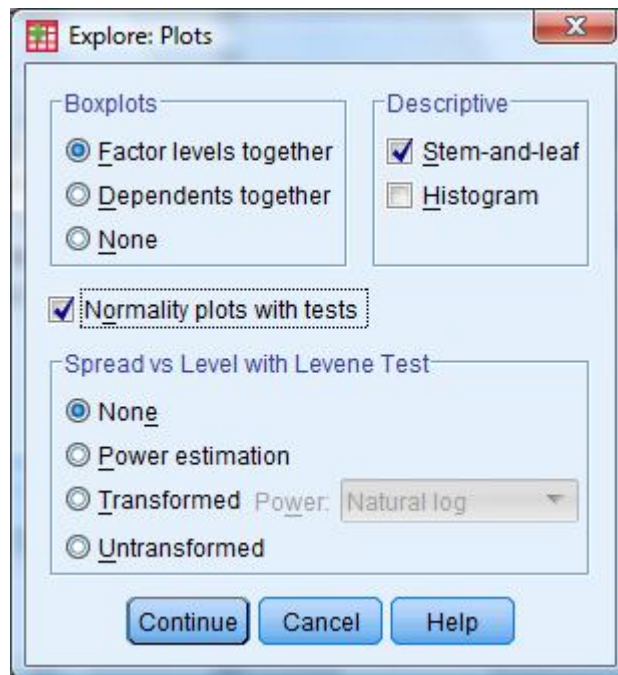 Explore: Plots
Boxplots
Factor levels together
Dependents together
None
Descriptive
Stem-and-leaf
Histogram
Normality plots with tests
Spread vs Level with Levene Test
None
Power estimation
Transformed Power: Natural log
Untransformed
Continue Cancel Help